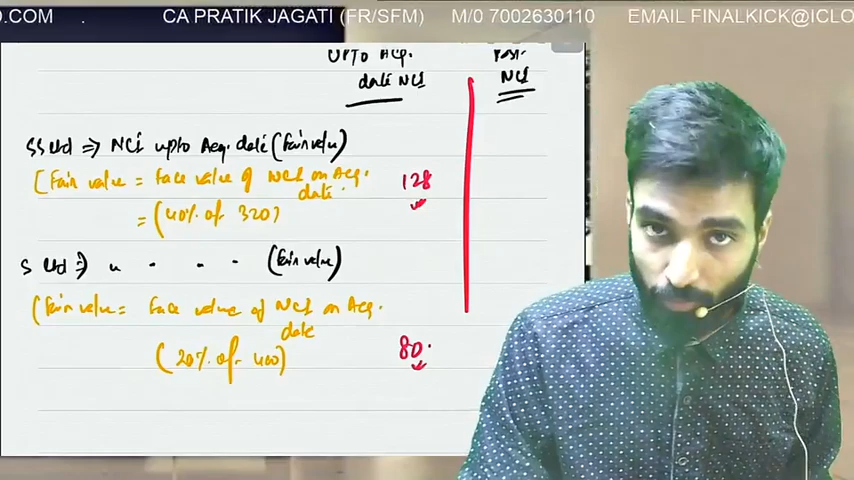 O.COM . CA PRATIK JAGATI (FR/SFM) M/0 7002630110 EMAIL FINALKICK@ICLO
UPTO Acq. Post-
date NCI NCI
SS Ltd ⇒ NCI upto Acq. date (Fair value)
[Fair value = Face value of NCI on Acq. 128
date.
= (40% of 320)
S Ltd ⇒) " · · · (Fair value)
(Fair value = Face value of NCI on Acq.
date
(20% of 400) 80.